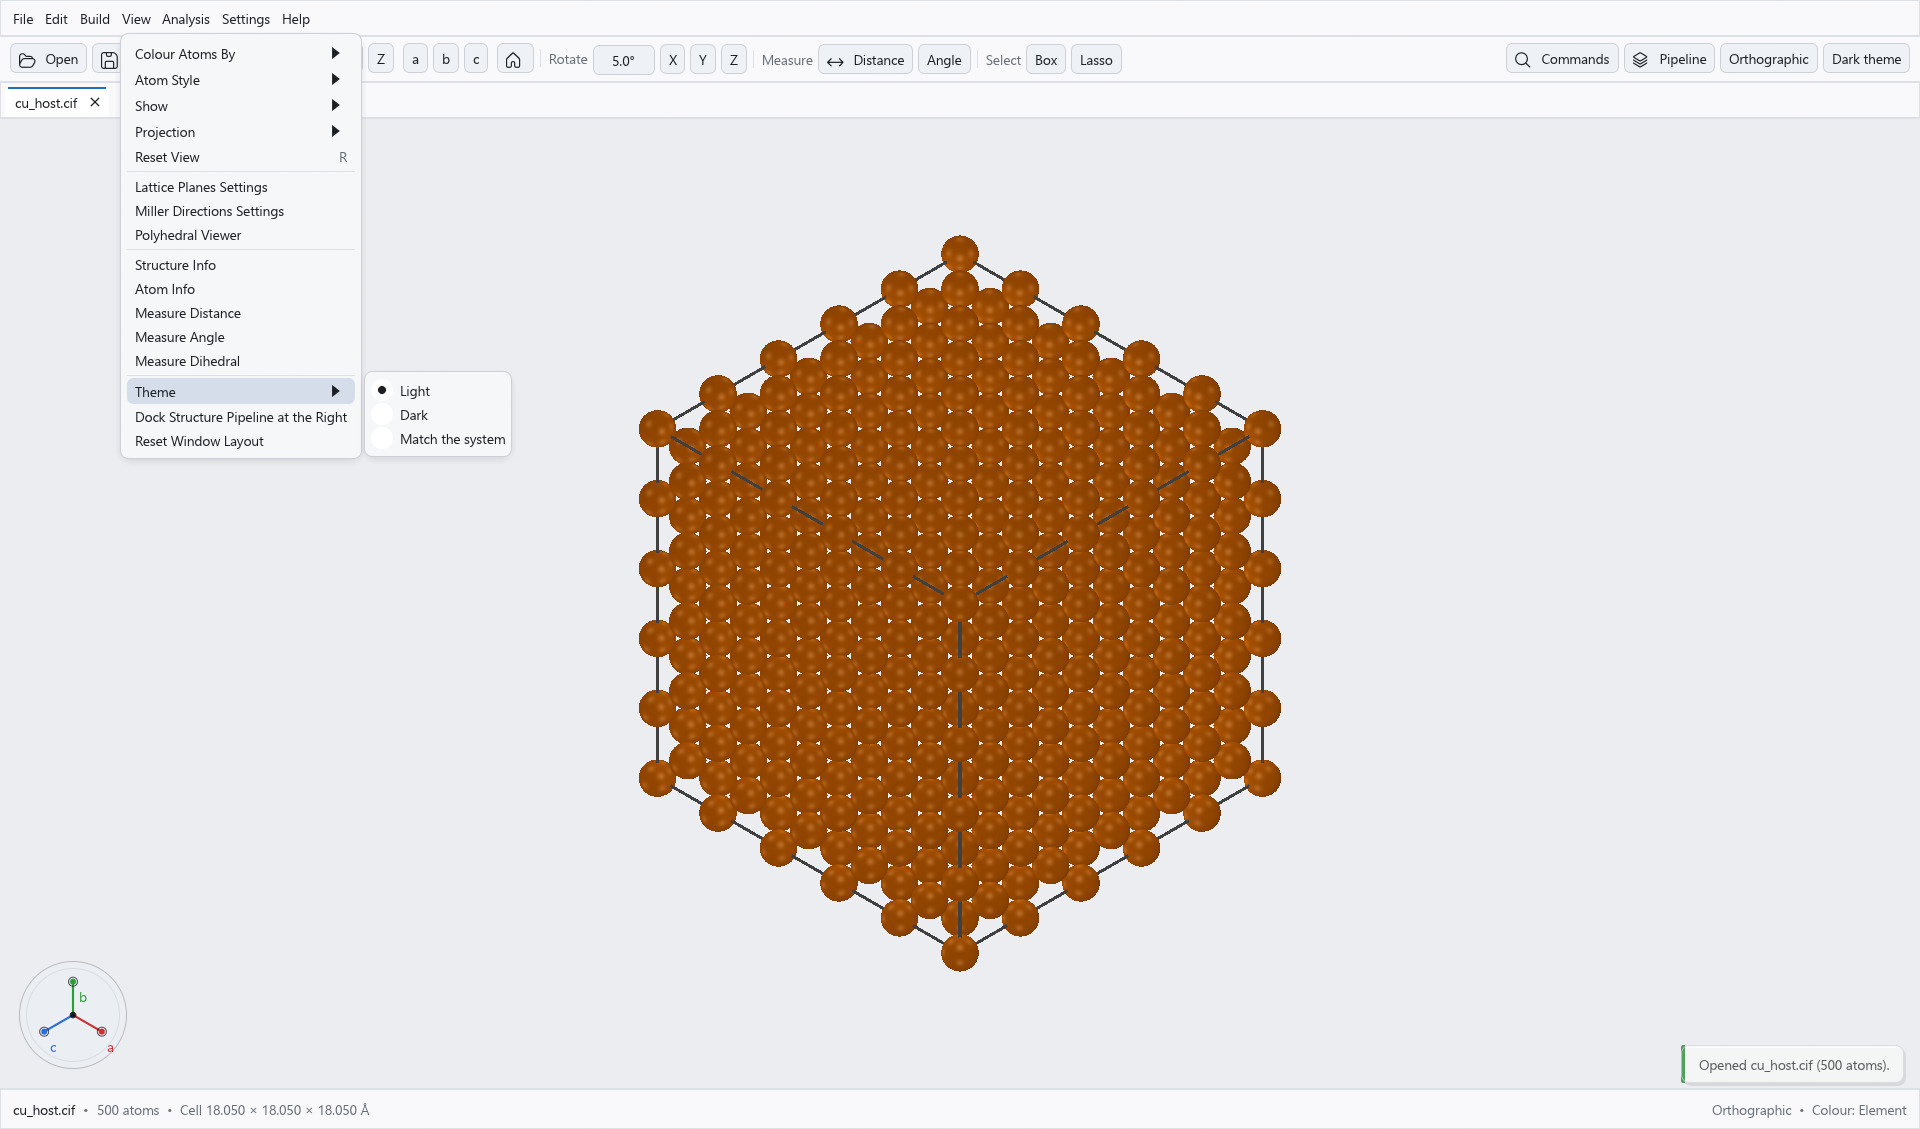 File Edit Build View Analysis Settings Help
Open Z a b c Rotate 5.0° X Y Z Measure Distance Angle Select Box Lasso Commands Pipeline Orthographic Dark theme
cu_host.cif
Colour Atoms By
Atom Style
Show
Projection
Reset View R
Lattice Planes Settings
Miller Directions Settings
Polyhedral Viewer
Structure Info
Atom Info
Measure Distance
Measure Angle
Measure Dihedral
Theme
Dock Structure Pipeline at the Right
Reset Window Layout
Light
Dark
Match the system
b
c
a
Opened cu_host.cif (500 atoms).
cu_host.cif • 500 atoms • Cell 18.050 × 18.050 × 18.050 Å
Orthographic • Colour: Element